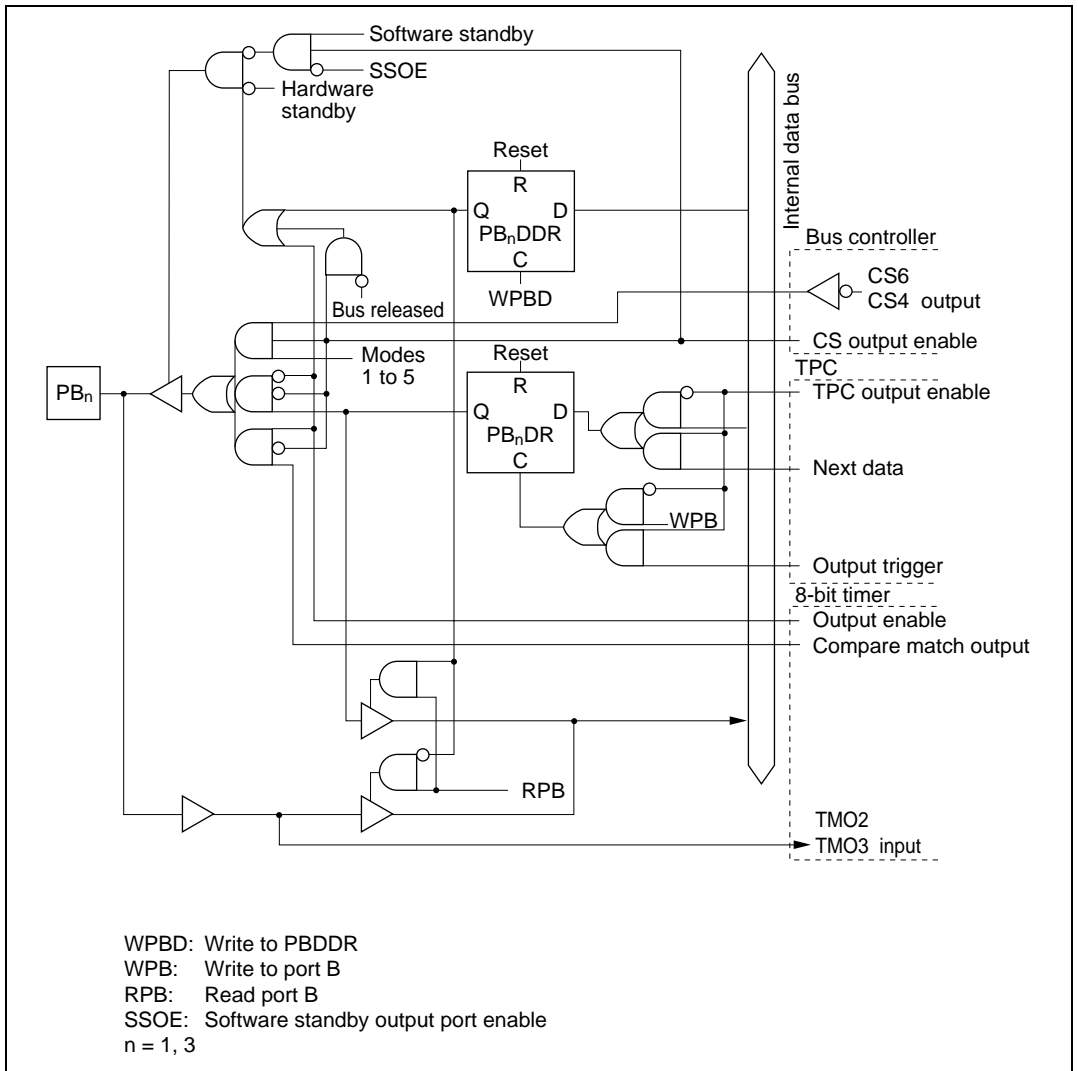 Software standby
SSOE
Hardware
standby
Internal data bus
Reset
R
Q D
PBnDDR
C
WPBD
Bus released
Bus controller
CS6
CS4 output
CS output enable
Modes
1 to 5
TPC
TPC output enable
Reset
R
Q D
PBnDR
C
PBn
Next data
WPB
Output trigger
8-bit timer
Output enable
Compare match output
RPB
TMO2
TMO3 input
WPBD: Write to PBDDR
WPB: Write to port B
RPB: Read port B
SSOE: Software standby output port enable
n = 1, 3